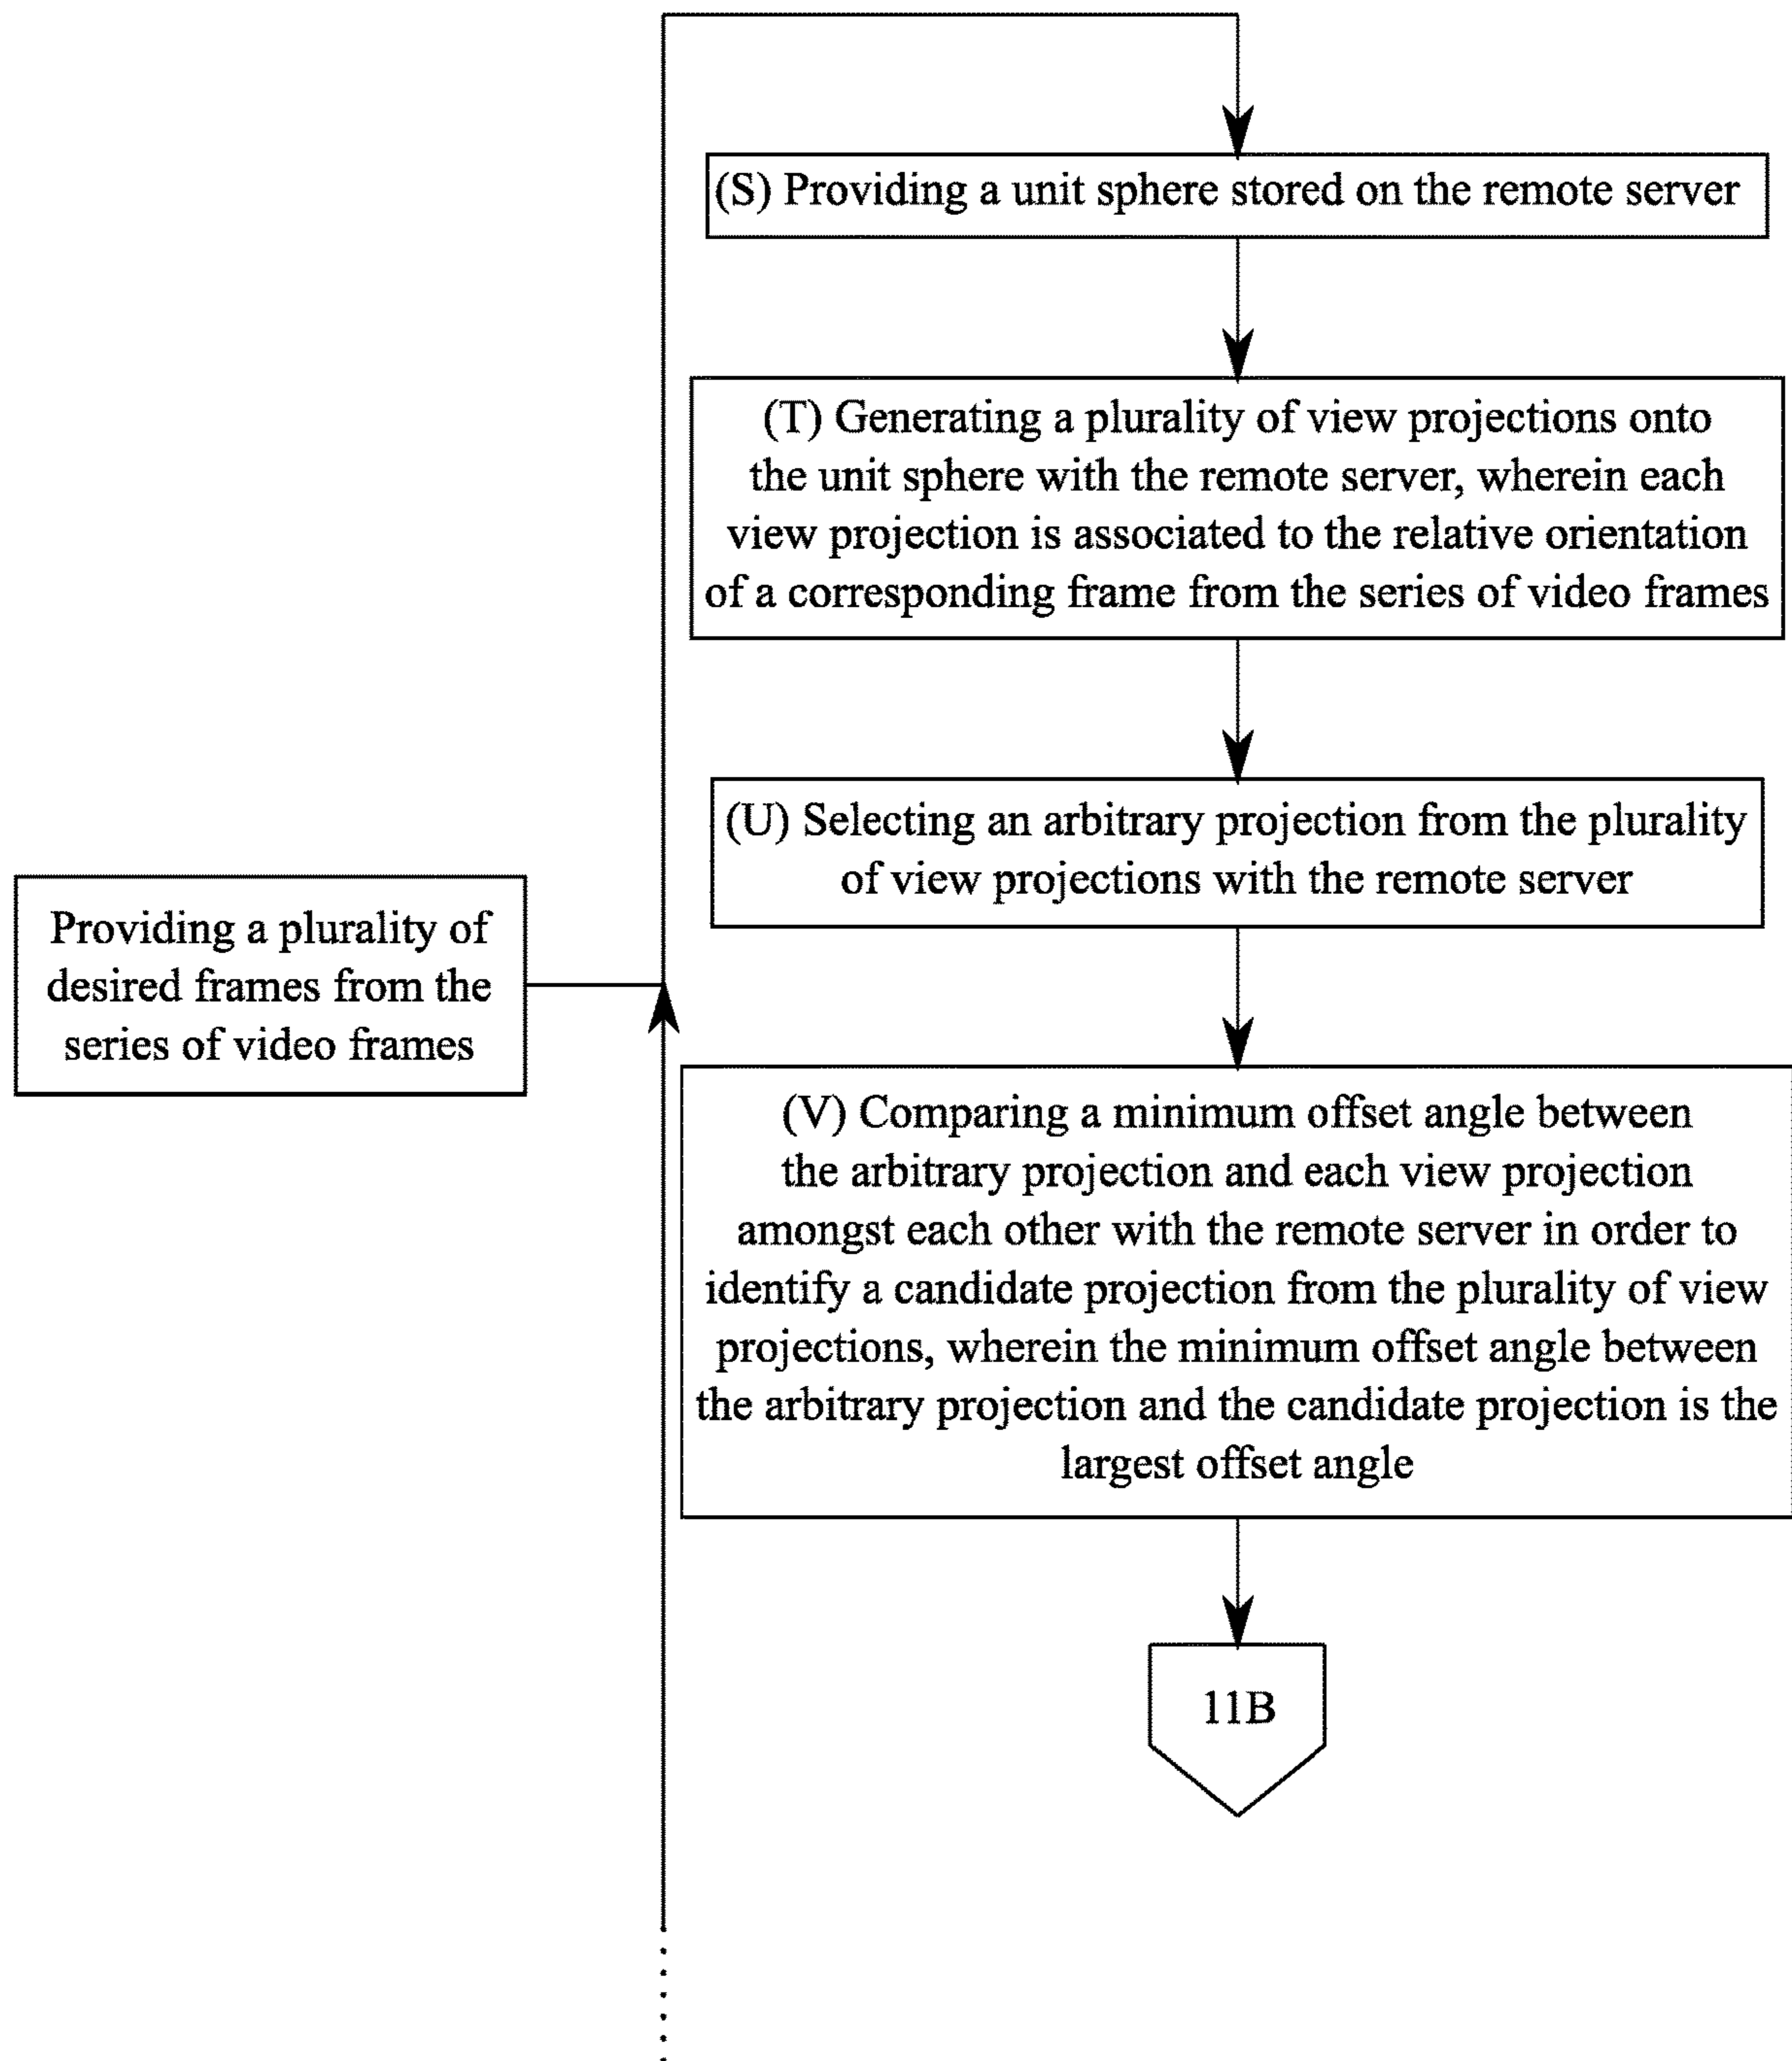 (S) Providing a unit sphere stored on the remote server
(T) Generating a plurality of view projections onto
the unit sphere with the remote server, wherein each
view projection is associated to the relative orientation
of a corresponding frame from the series of video frames
(U) Selecting an arbitrary projection from the plurality
of view projections with the remote server
Providing a plurality of
desired frames from the
series of video frames
(V) Comparing a minimum offset angle between
the arbitrary projection and each view projection
amongst each other with the remote server in order to
identify a candidate projection from the plurality of view
projections, wherein the minimum offset angle between
the arbitrary projection and the candidate projection is the
largest offset angle
11B